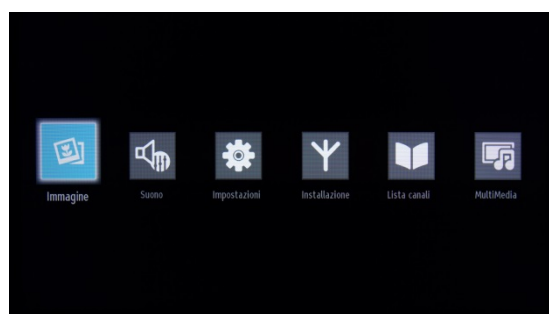 Immagine
Suono
Impostazioni
Installazione
Lista canali
MultiMedia